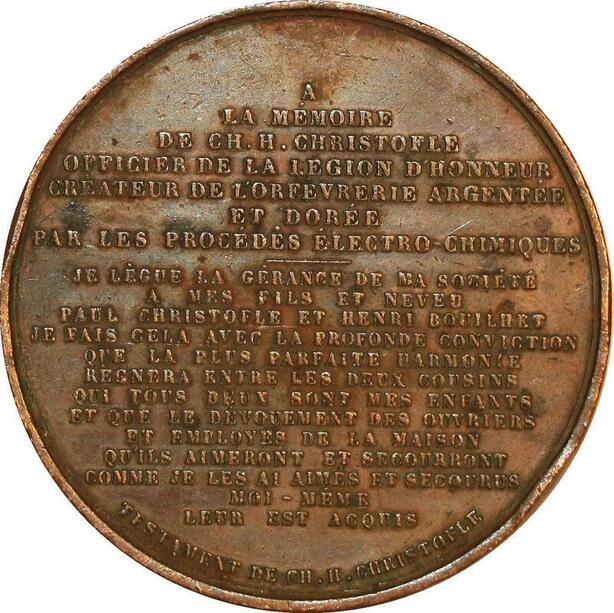 A
LA MÉMOIRE
DE CH. H. CHRISTOFLE
OFFICIER DE LA LÉGION D'HONNEUR
CRÉATEUR DE L'ORFÉVRERIE ARGENTÉE
ET DORÉE
PAR LES PROCÉDÉS ÉLECTRO-CHIMIQUES
JE LÈGUE LA GÉRANCE DE MA SOCIÉTÉ
A MES FILS ET NEVEU
PAUL CHRISTOFLE ET HENRI BOUILHET
JE FAIS CELA AVEC LA PROFONDE CONVICTION
QUE LA PLUS PARFAITE HARMONIE
REGNERA ENTRE LES DEUX COUSINS
QUI TOUS DEUX SONT MES ENFANTS
ET QUE LE DÉVOUEMENT DES OUVRIERS
ET EMPLOYÉS DE LA MAISON
QU'ILS AIMERONT ET SECOURRONT
COMME JE LES AI AIMÉS ET SECOURUS
MOI - MÊME
LEUR EST ACQUIS
TESTAMENT DE CH. H. CHRISTOFLE